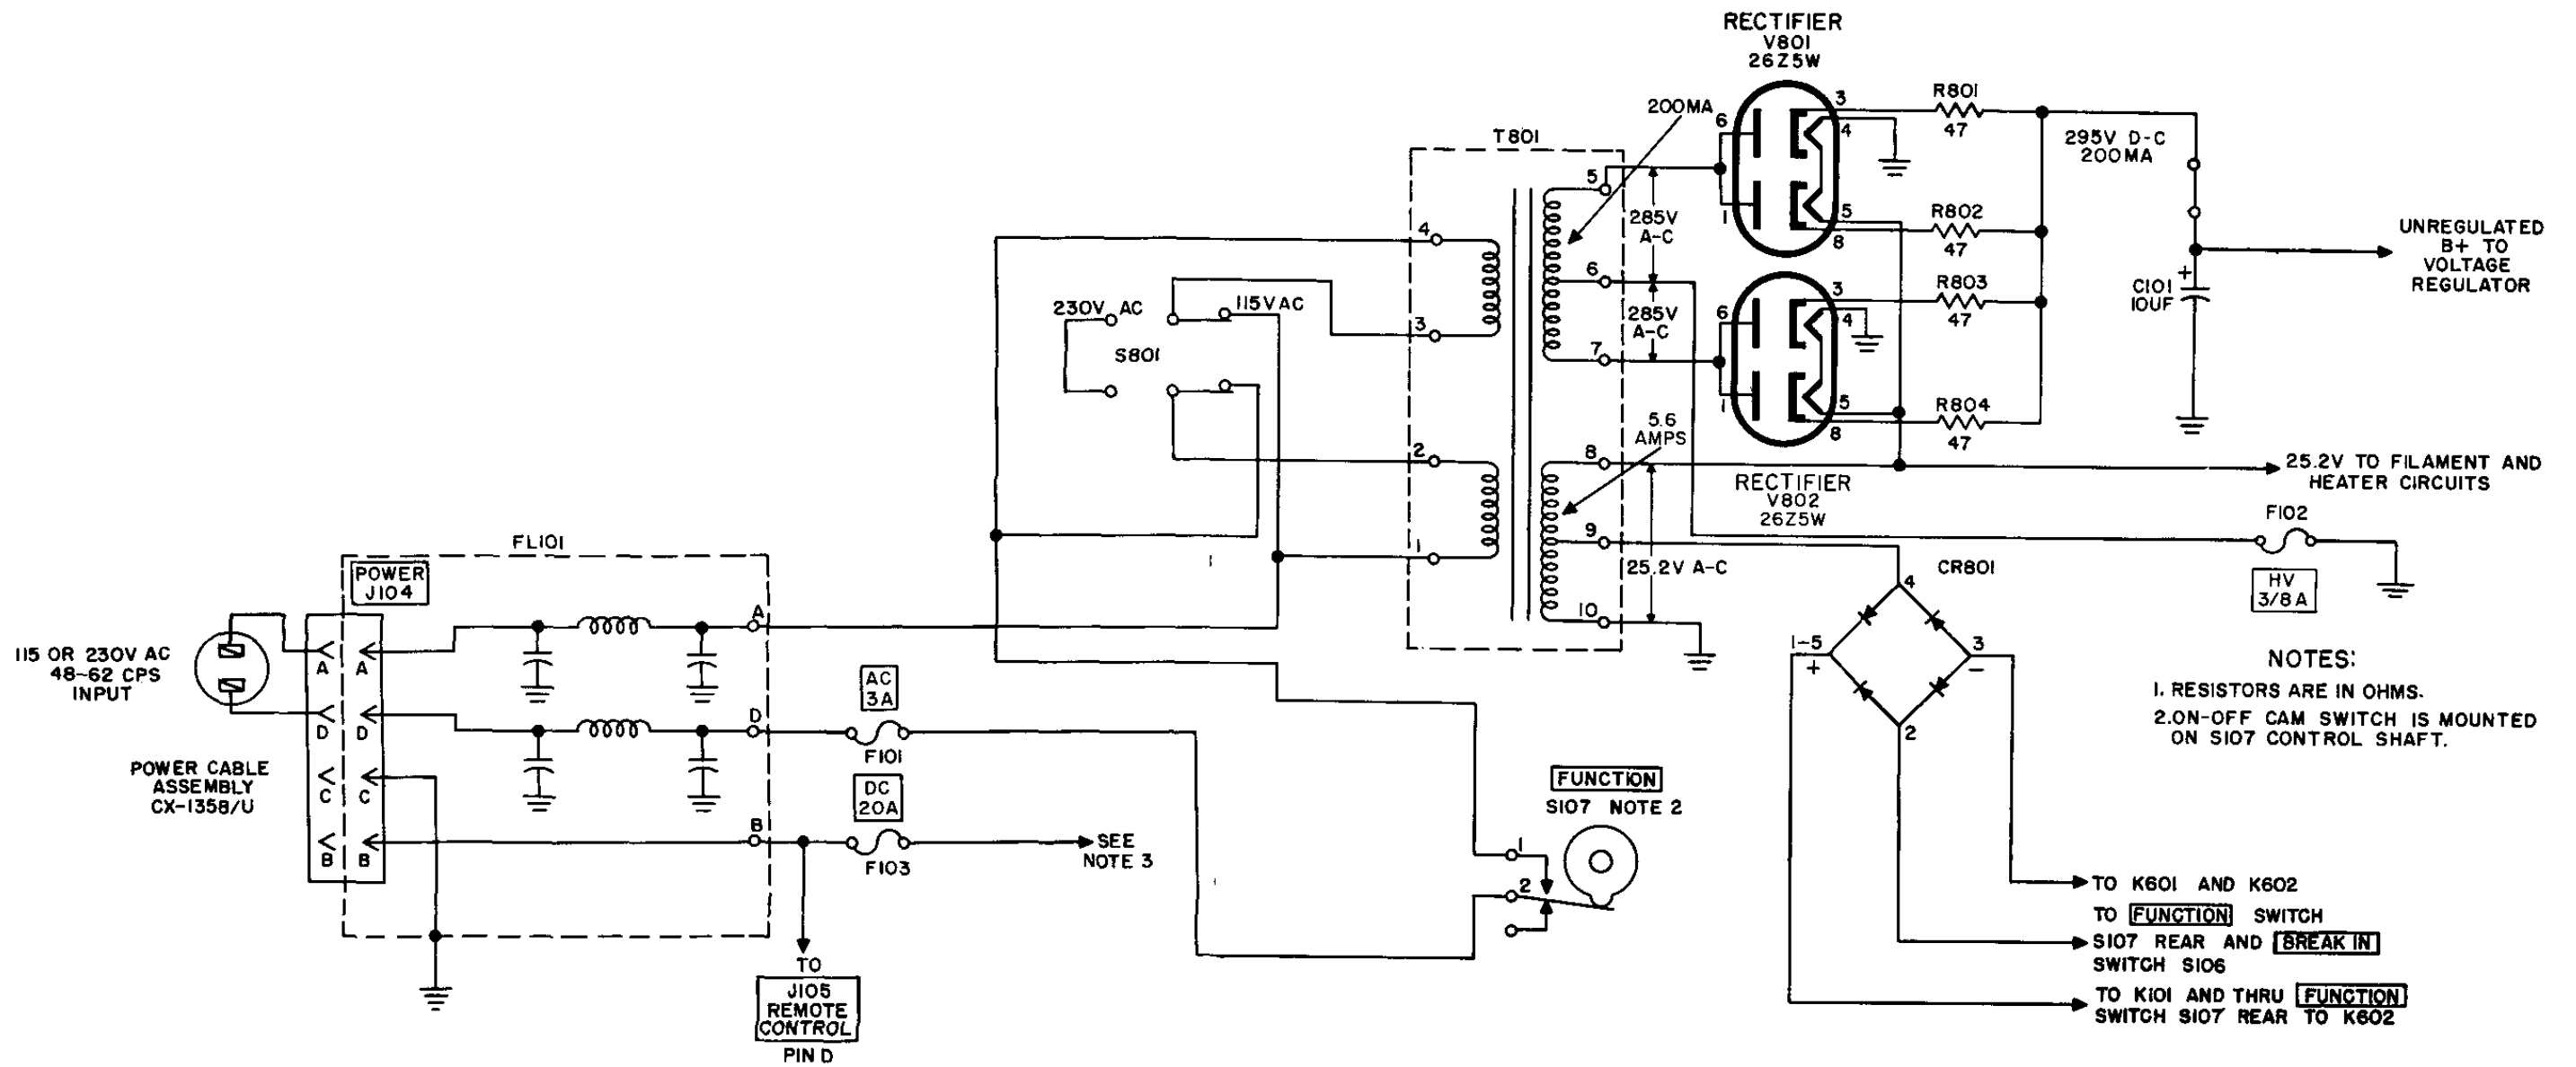 RECTIFIER
V801
26Z5W
200MA
T801
6
1
3
4
5
8
R801
47
R802
47
R803
47
R804
47
295V D-C
200MA
C101
10UF
+
UNREGULATED
B+ TO
VOLTAGE
REGULATOR
4
3
2
1
5
6
7
8
9
10
285V
A-C
285V
A-C
5.6
AMPS
25.2V A-C
6
1
3
4
5
8
RECTIFIER
V802
26Z5W
25.2V TO FILAMENT AND
HEATER CIRCUITS
F102
HV
3/8A
230V AC
115VAC
S801
FL101
POWER
J104
115 OR 230V AC
48-62 CPS
INPUT
A A
D D
C C
B B
POWER CABLE
ASSEMBLY
CX-1358/U
A
D
B
AC
3A
F101
DC
20A
F103
SEE
NOTE 3
TO
J105
REMOTE
CONTROL
PIN D
FUNCTION
S107 NOTE 2
1
2
CR801
4
1-5
+
3
−
2
NOTES:
1. RESISTORS ARE IN OHMS.
2.ON-OFF CAM SWITCH IS MOUNTED
ON S107 CONTROL SHAFT.
TO K601 AND K602
TO FUNCTION SWITCH
S107 REAR AND BREAK IN
SWITCH S106
TO K101 AND THRU FUNCTION
SWITCH S107 REAR TO K602